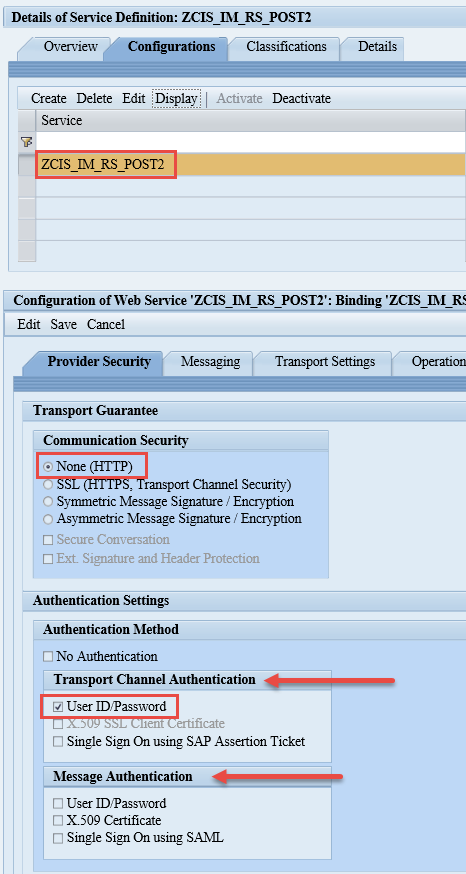 Details of Service Definition: ZCIS_IM_RS_POST2
Overview Configurations Classifications Details
Create Delete Edit Display Activate Deactivate
Service
ZCIS_IM_RS_POST2
Configuration of Web Service 'ZCIS_IM_RS_POST2': Binding 'ZCIS_IM_RS
Edit Save Cancel
Provider Security Messaging Transport Settings Operation
Transport Guarantee
Communication Security
None (HTTP)
SSL (HTTPS, Transport Channel Security)
Symmetric Message Signature / Encryption
Asymmetric Message Signature / Encryption
Secure Conversation
Ext. Signature and Header Protection
Authentication Settings
Authentication Method
No Authentication
Transport Channel Authentication
User ID/Password
X.509 SSL Client Certificate
Single Sign On using SAP Assertion Ticket
Message Authentication
User ID/Password
X.509 Certificate
Single Sign On using SAML